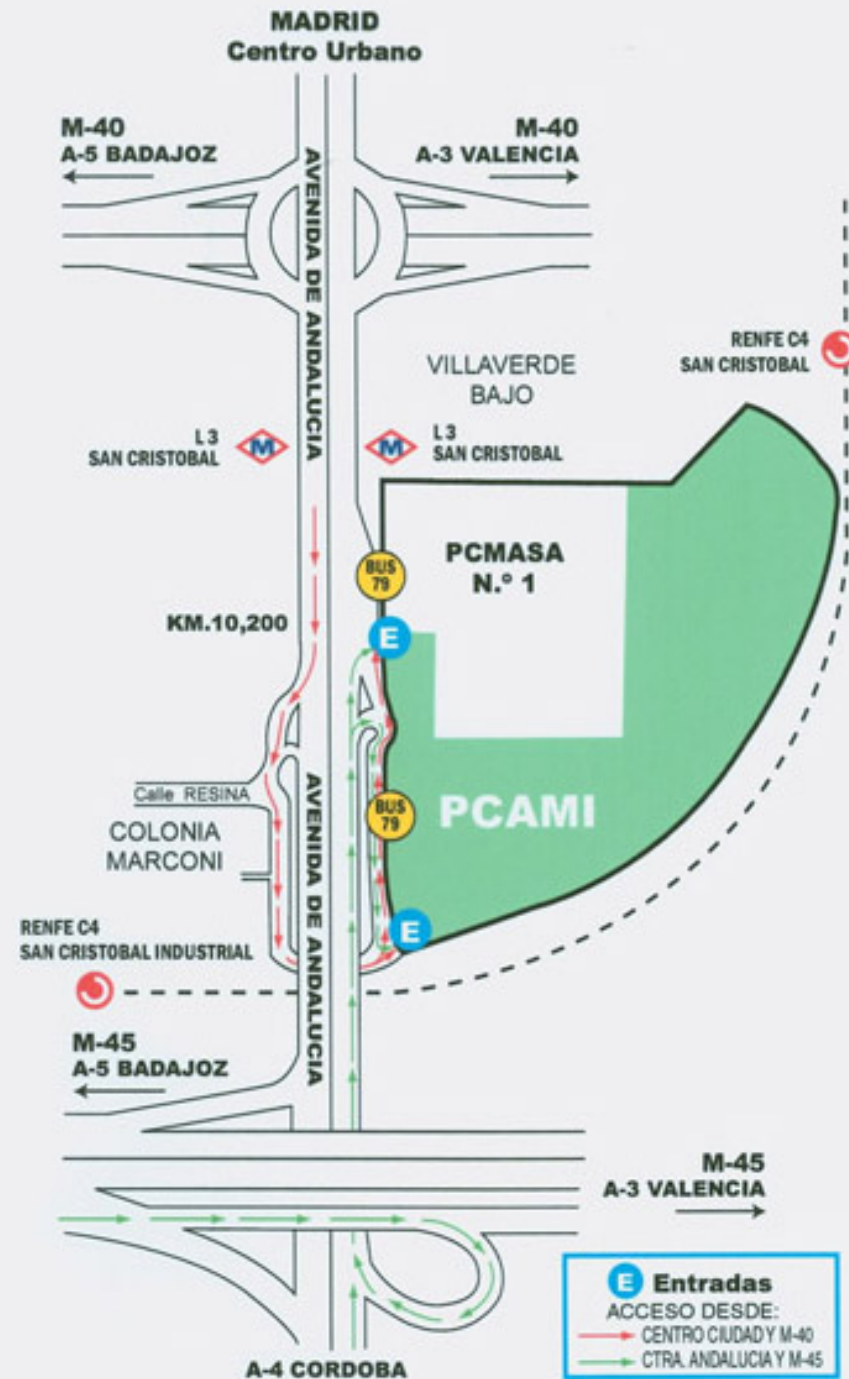 MADRID
Centro Urbano
M-40
A-5 BADAJOZ
M-40
A-3 VALENCIA
AVENIDA DE ANDALUCIA
RENFE C4
SAN CRISTOBAL
VILLAVERDE
BAJO
L 3
SAN CRISTOBAL
M
M
L 3
SAN CRISTOBAL
PCMASA
N.º 1
BUS
79
KM.10,200
E
Calle RESINA
COLONIA
MARCONI
AVENIDA DE ANDALUCIA
BUS
79
PCAMI
E
RENFE C4
SAN CRISTOBAL INDUSTRIAL
M-45
A-5 BADAJOZ
M-45
A-3 VALENCIA
E Entradas
ACCESO DESDE:
CENTRO CIUDAD Y M-40
CTRA. ANDALUCIA Y M-45
A-4 CORDOBA